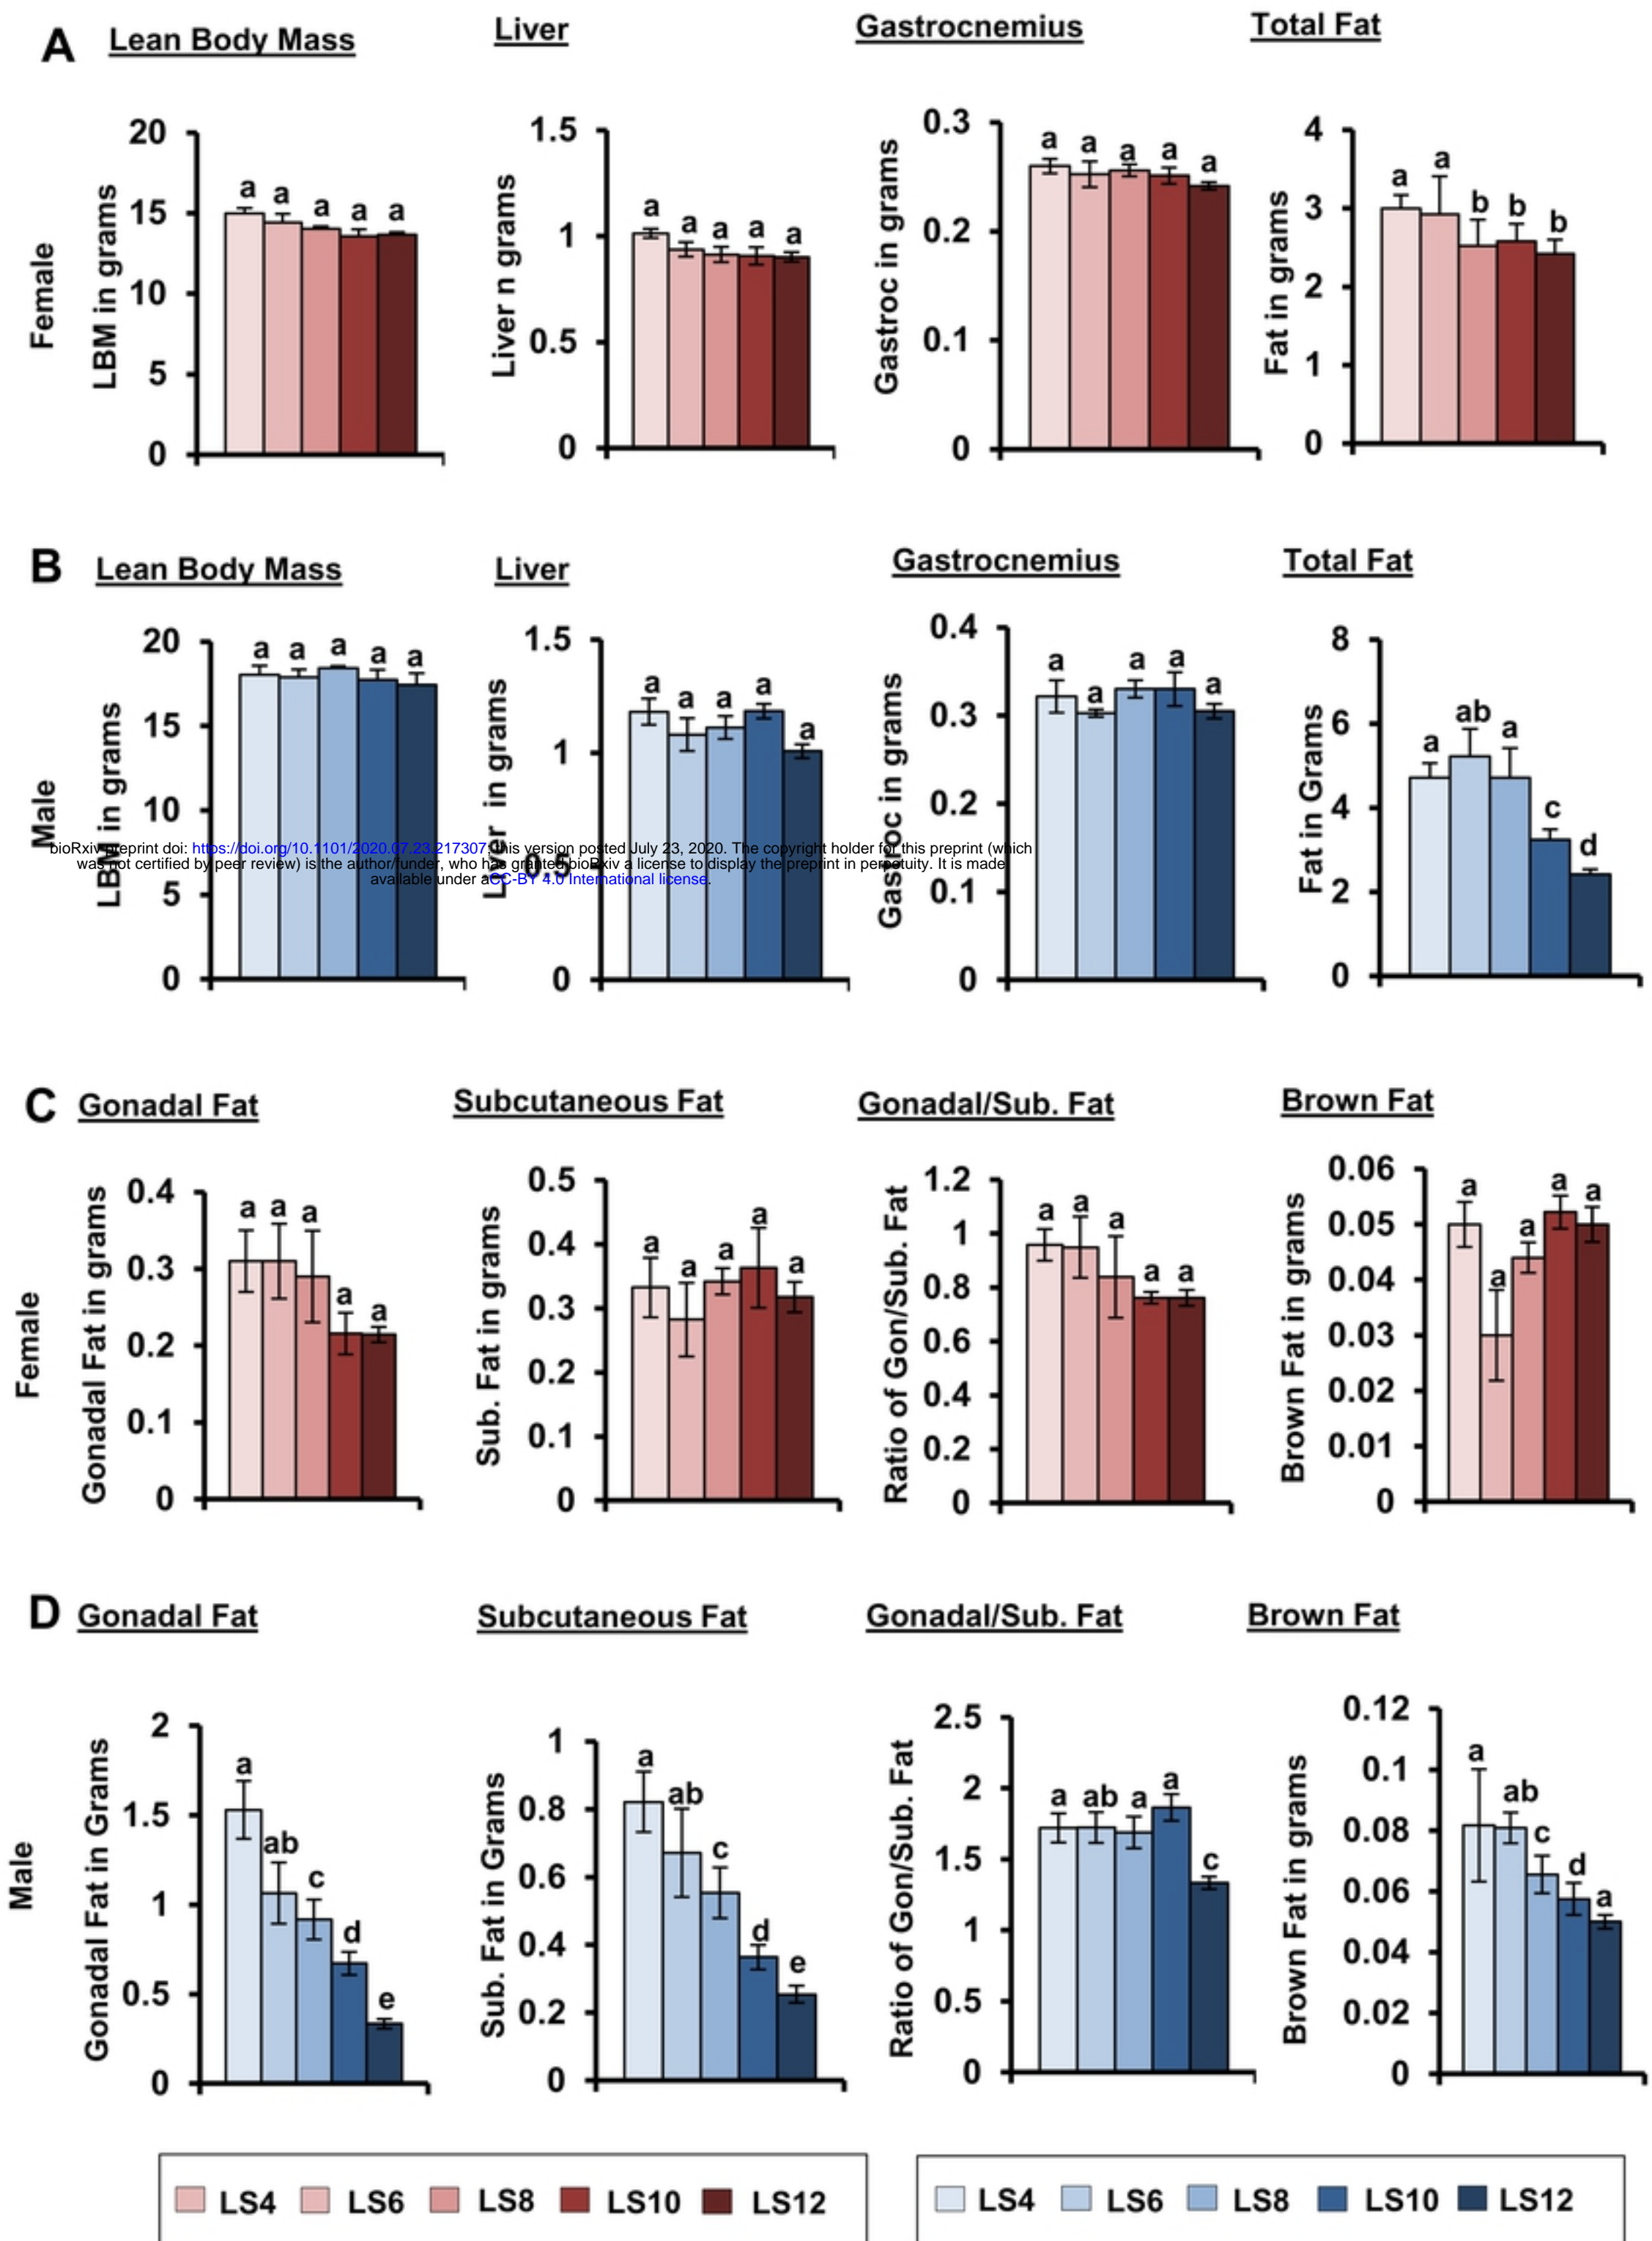 A Lean Body Mass Liver Gastrocnemius Total Fat
Female
LBM in grams
20
15
10
5
0
a a a a a
Liver n grams
1.5
1
0.5
0
a a a a a
Gastroc in grams
0.3
0.2
0.1
0
a a a a a
Fat in grams
4
3
2
1
0
a a b b b
B Lean Body Mass Liver Gastrocnemius Total Fat
Male
LBM in grams
20
15
10
5
0
a a a a a
Liver in grams
1.5
1
0.5
0
a a a a a
Gastroc in grams
0.4
0.3
0.2
0.1
0
a a a a a
Fat in Grams
8
6
4
2
0
a ab a c d
bioRxiv preprint doi: https://doi.org/10.1101/2020.07.23.217307; this version posted July 23, 2020. The copyright holder for this preprint (which
was not certified by peer review) is the author/funder, who has granted bioRxiv a license to display the preprint in perpetuity. It is made
available under aCC-BY 4.0 International license.
C Gonadal Fat Subcutaneous Fat Gonadal/Sub. Fat Brown Fat
Female
Gonadal Fat in grams
0.4
0.3
0.2
0.1
0
a a a a a
Sub. Fat in grams
0.5
0.4
0.3
0.2
0.1
0
a a a a a
Ratio of Gon/Sub. Fat
1.2
1
0.8
0.6
0.4
0.2
0
a a a a a
Brown Fat in grams
0.06
0.05
0.04
0.03
0.02
0.01
0
a a a a a
D Gonadal Fat Subcutaneous Fat Gonadal/Sub. Fat Brown Fat
Male
Gonadal Fat in Grams
2
1.5
1
0.5
0
a ab c d e
Sub. Fat in Grams
1
0.8
0.6
0.4
0.2
0
a ab c d e
Ratio of Gon/Sub. Fat
2.5
2
1.5
1
0.5
0
a ab a a c
Brown Fat in grams
0.12
0.1
0.08
0.06
0.04
0.02
0
a ab c d a
LS4 LS6 LS8 LS10 LS12
LS4 LS6 LS8 LS10 LS12